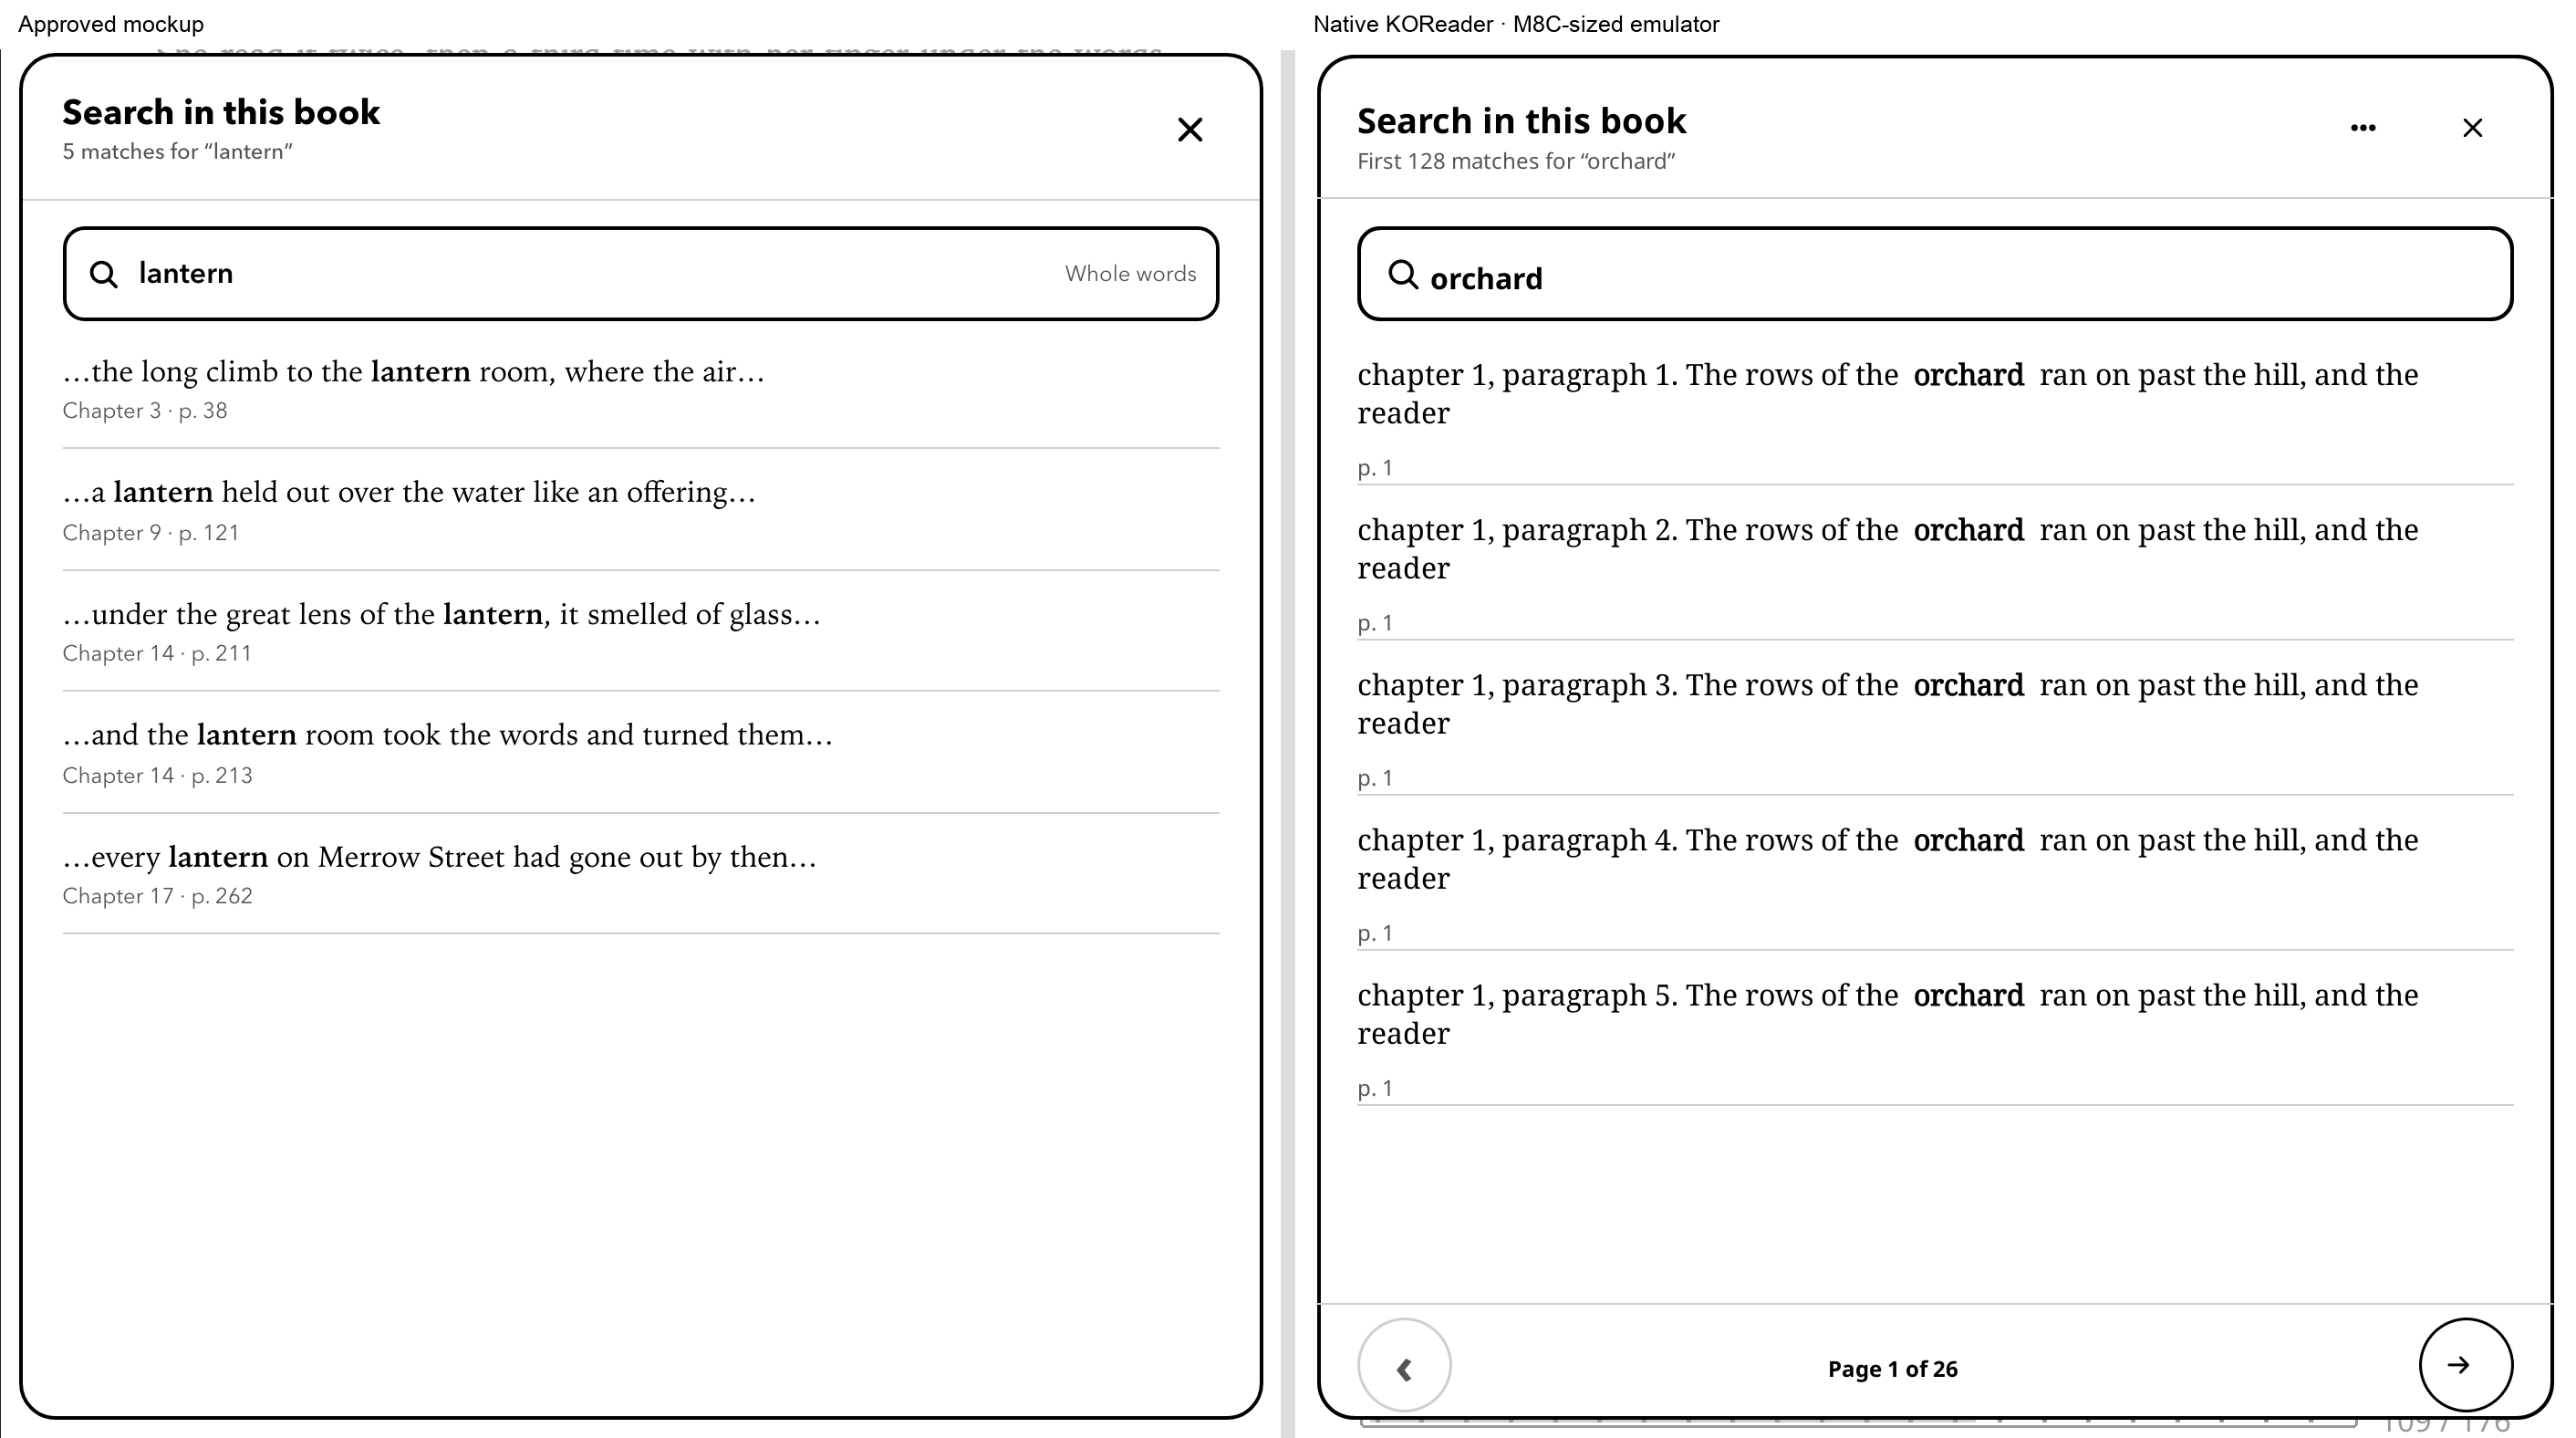 Approved mockup
Search in this book
5 matches for “lantern”
lantern
Whole words
…the long climb to the lantern room, where the air…
Chapter 3 · p. 38
…a lantern held out over the water like an offering…
Chapter 9 · p. 121
…under the great lens of the lantern, it smelled of glass…
Chapter 14 · p. 211
…and the lantern room took the words and turned them…
Chapter 14 · p. 213
…every lantern on Merrow Street had gone out by then…
Chapter 17 · p. 262
Native KOReader · M8C-sized emulator
Search in this book
First 128 matches for “orchard”
orchard
chapter 1, paragraph 1. The rows of the orchard ran on past the hill, and the
reader
p. 1
chapter 1, paragraph 2. The rows of the orchard ran on past the hill, and the
reader
p. 1
chapter 1, paragraph 3. The rows of the orchard ran on past the hill, and the
reader
p. 1
chapter 1, paragraph 4. The rows of the orchard ran on past the hill, and the
reader
p. 1
chapter 1, paragraph 5. The rows of the orchard ran on past the hill, and the
reader
p. 1
Page 1 of 26